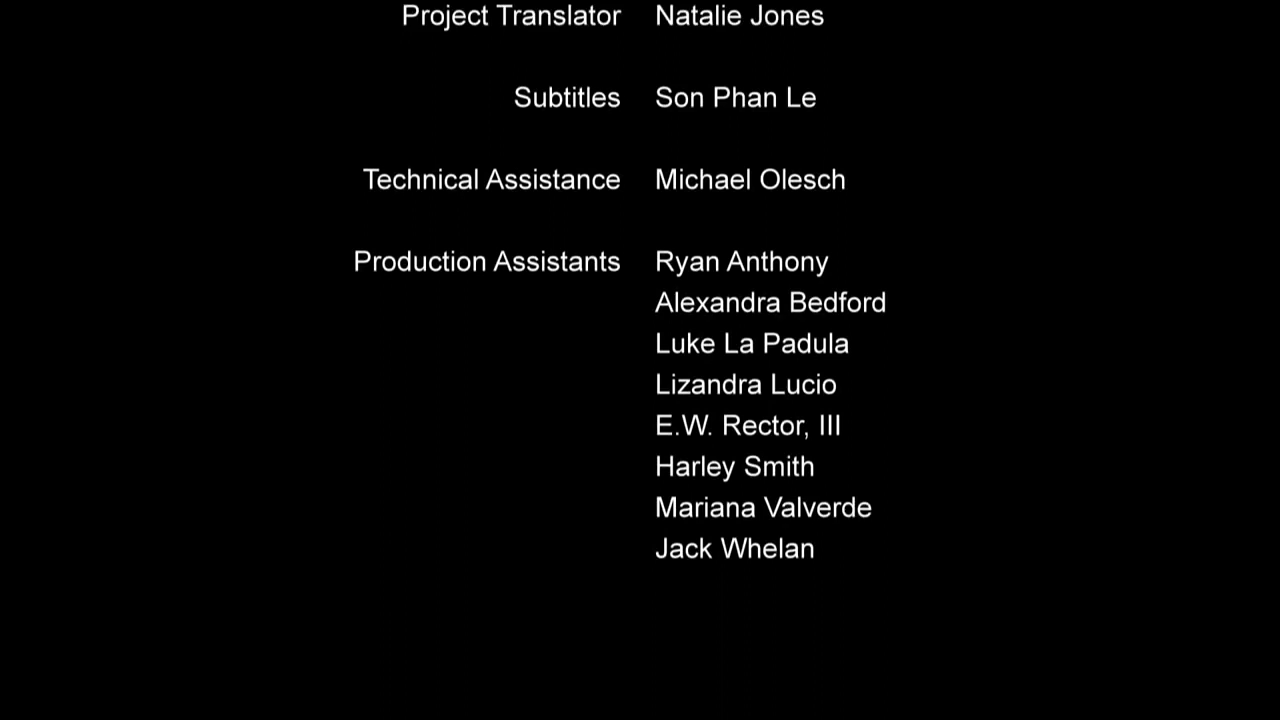 Project Translator Natalie Jones
Subtitles Son Phan Le
Technical Assistance Michael Olesch
Production Assistants Ryan Anthony
Alexandra Bedford
Luke La Padula
Lizandra Lucio
E.W. Rector, III
Harley Smith
Mariana Valverde
Jack Whelan